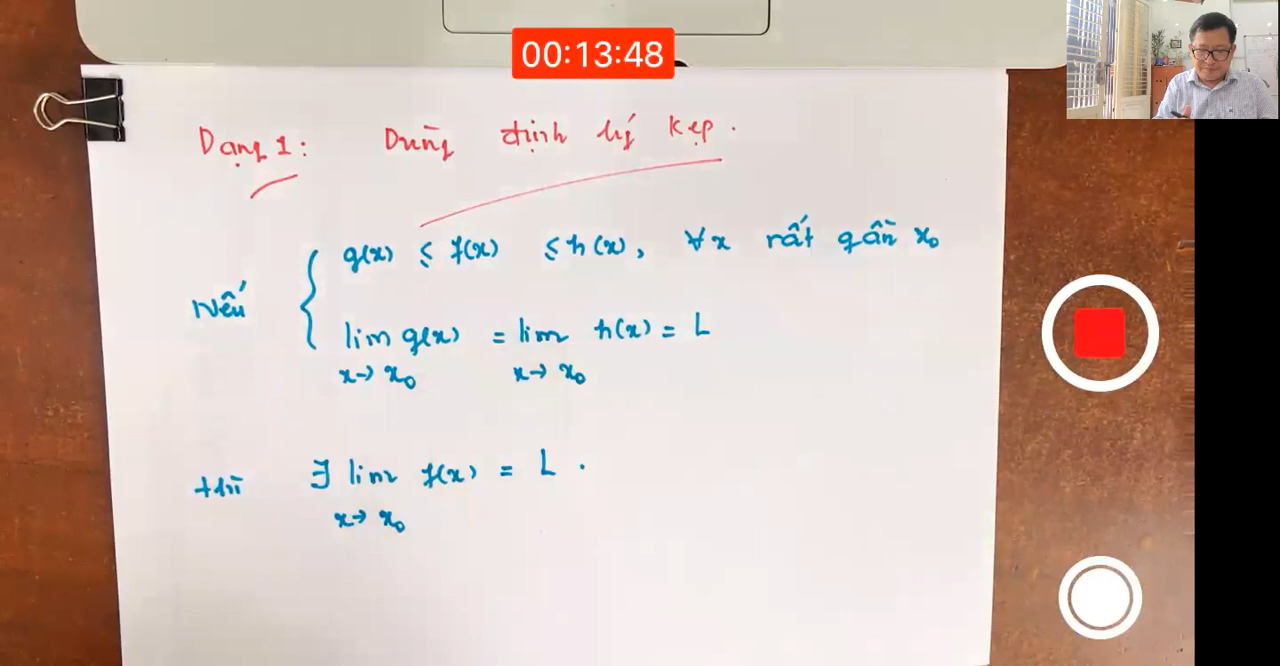 00:13:48
Dạng 1: Dùng định lý kẹp.
Nếu { g(x) ≤ f(x) ≤ h(x), ∀x rất gần x₀
lim g(x) = lim h(x) = L
x→x₀ x→x₀
thì ∃ lim f(x) = L.
x→x₀